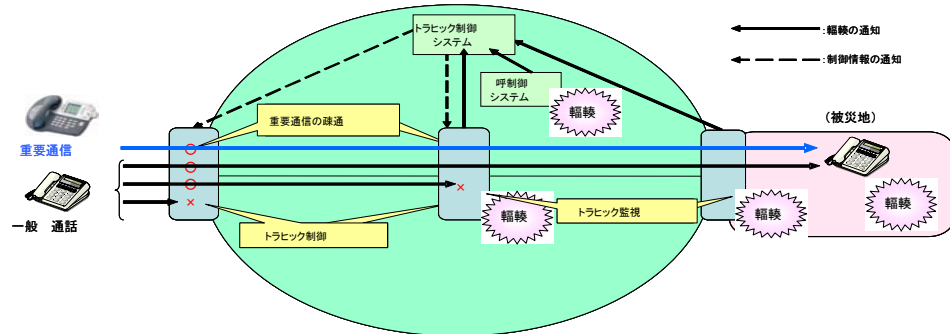 トラヒック制御
システム
:輻輳の通知
:制御情報の通知
呼制御
システム
輻輳
(被災地)
重要通信の疎通
重要通信
○
○
○
×
×
一般 通話
トラヒック制御
輻輳
トラヒック監視
輻輳
輻輳